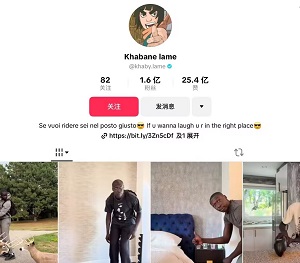 Khabane lame
@khaby.lame
82 1.6 亿 25.4 亿
关注 粉丝 赞
关注 发消息
Se vuoi ridere sei nel posto giusto😎 If u wanna laugh u r in the right place😎
https://bit.ly/3Zn5cDf 及1 展开